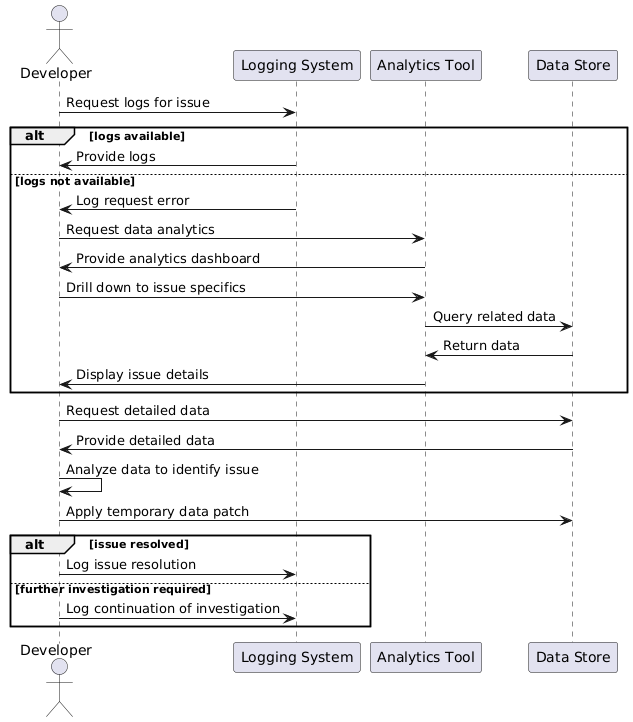 Developer
Logging System
Analytics Tool
Data Store
Request logs for issue
alt
[logs available]
Provide logs
[logs not available]
Log request error
Request data analytics
Provide analytics dashboard
Drill down to issue specifics
Query related data
Return data
Display issue details
Request detailed data
Provide detailed data
Analyze data to identify issue
Apply temporary data patch
alt
[issue resolved]
Log issue resolution
[further investigation required]
Log continuation of investigation
Developer
Logging System
Analytics Tool
Data Store